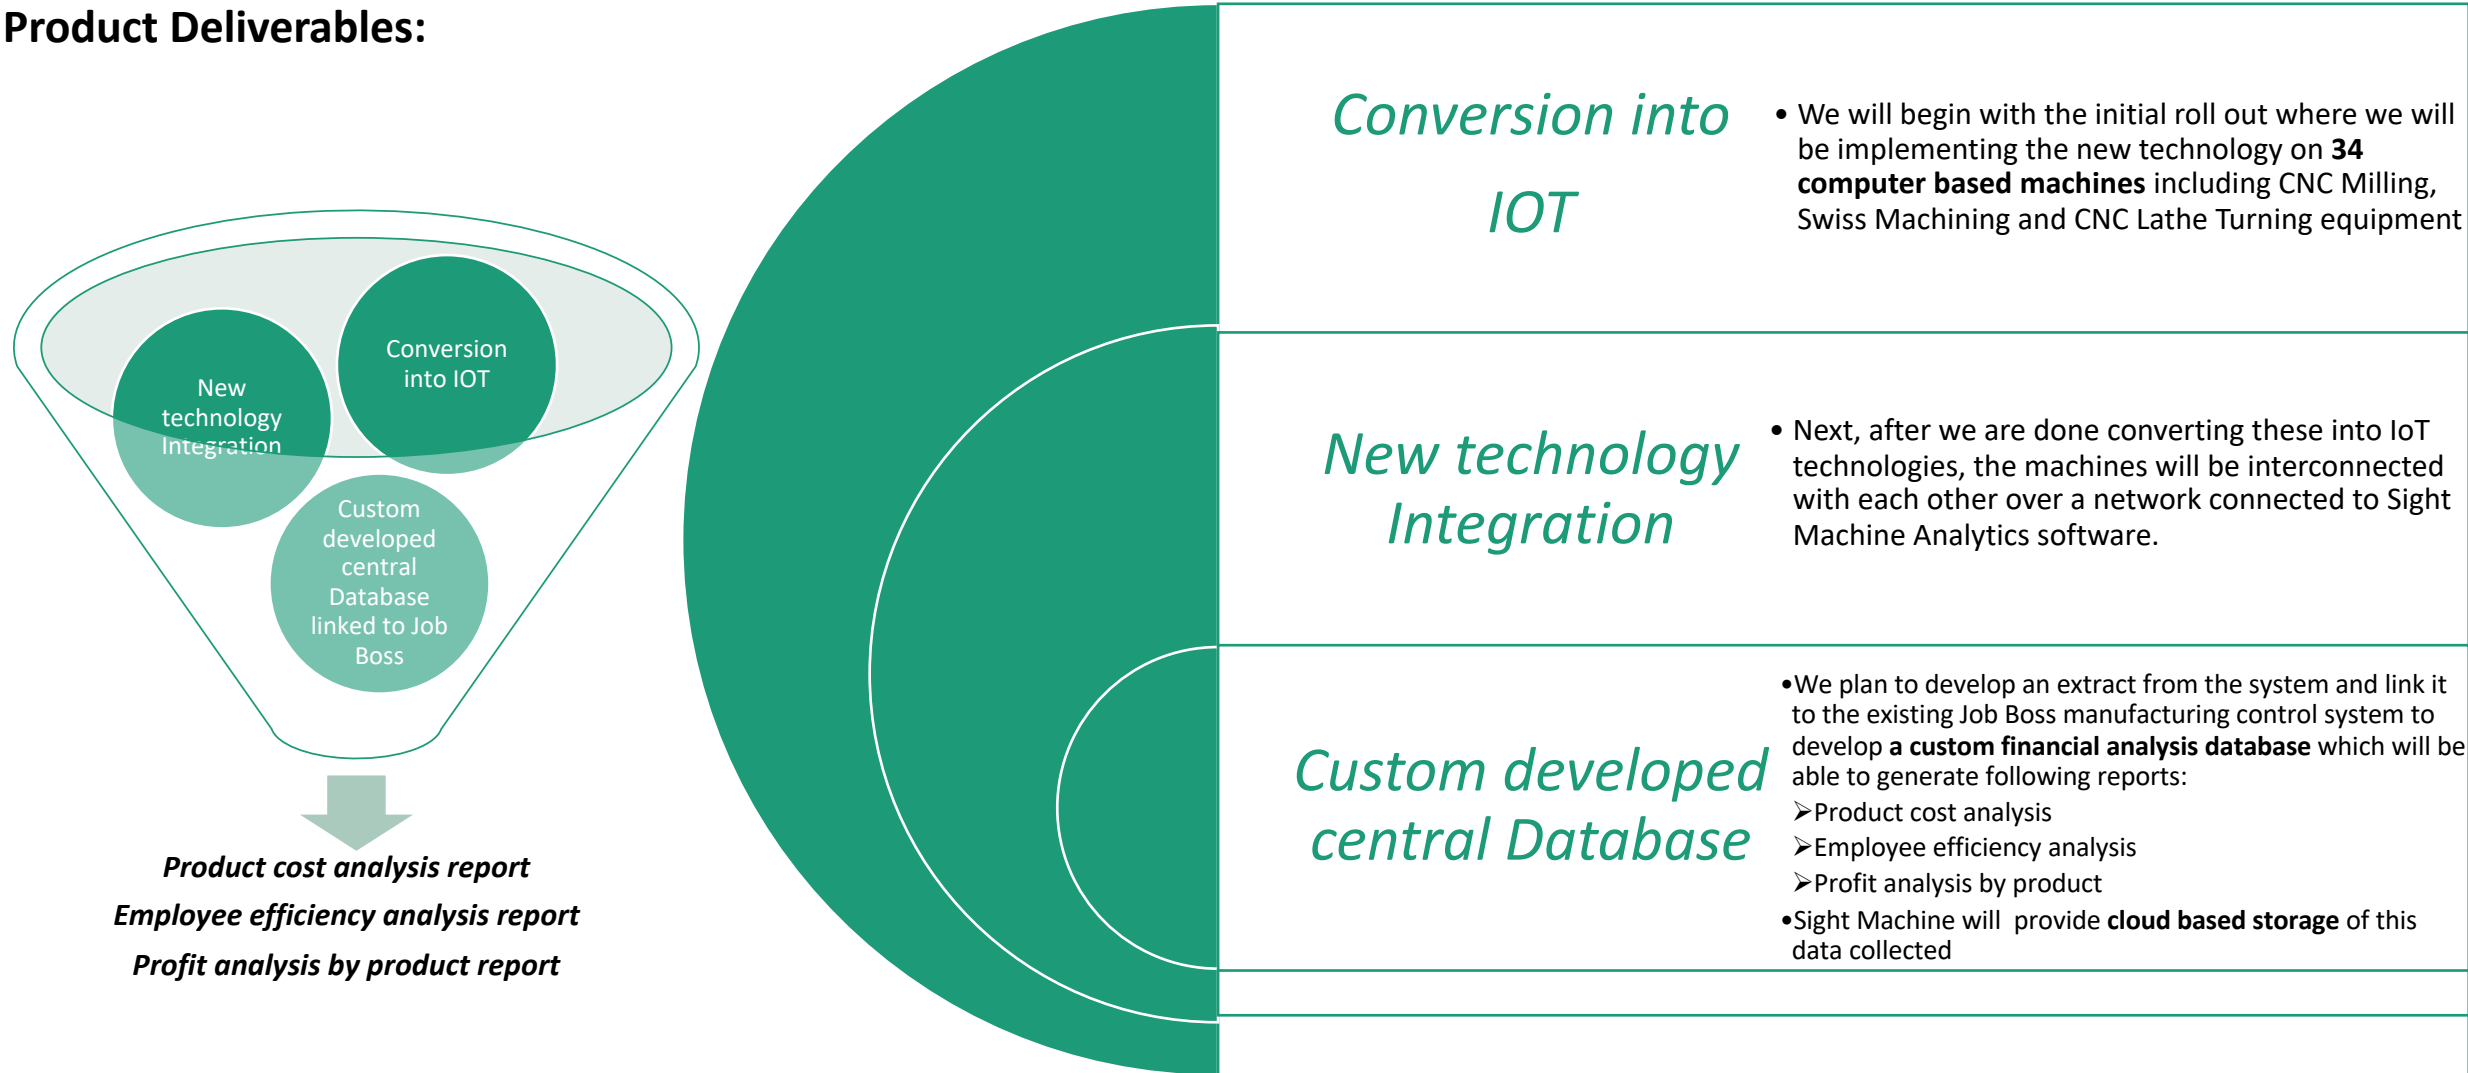 Product Deliverables:
New
technology
Integration
Conversion
into IOT
Custom
developed
central
Database
linked to Job
Boss
Product cost analysis report
Employee efficiency analysis report
Profit analysis by product report
Conversion into
IOT
• We will begin with the initial roll out where we will
be implementing the new technology on 34
computer based machines including CNC Milling,
Swiss Machining and CNC Lathe Turning equipment
New technology
Integration
• Next, after we are done converting these into IoT
technologies, the machines will be interconnected
with each other over a network connected to Sight
Machine Analytics software.
Custom developed
central Database
•We plan to develop an extract from the system and link it
to the existing Job Boss manufacturing control system to
develop a custom financial analysis database which will be
able to generate following reports:
➢Product cost analysis
➢Employee efficiency analysis
➢Profit analysis by product
•Sight Machine will  provide cloud based storage of this
data collected